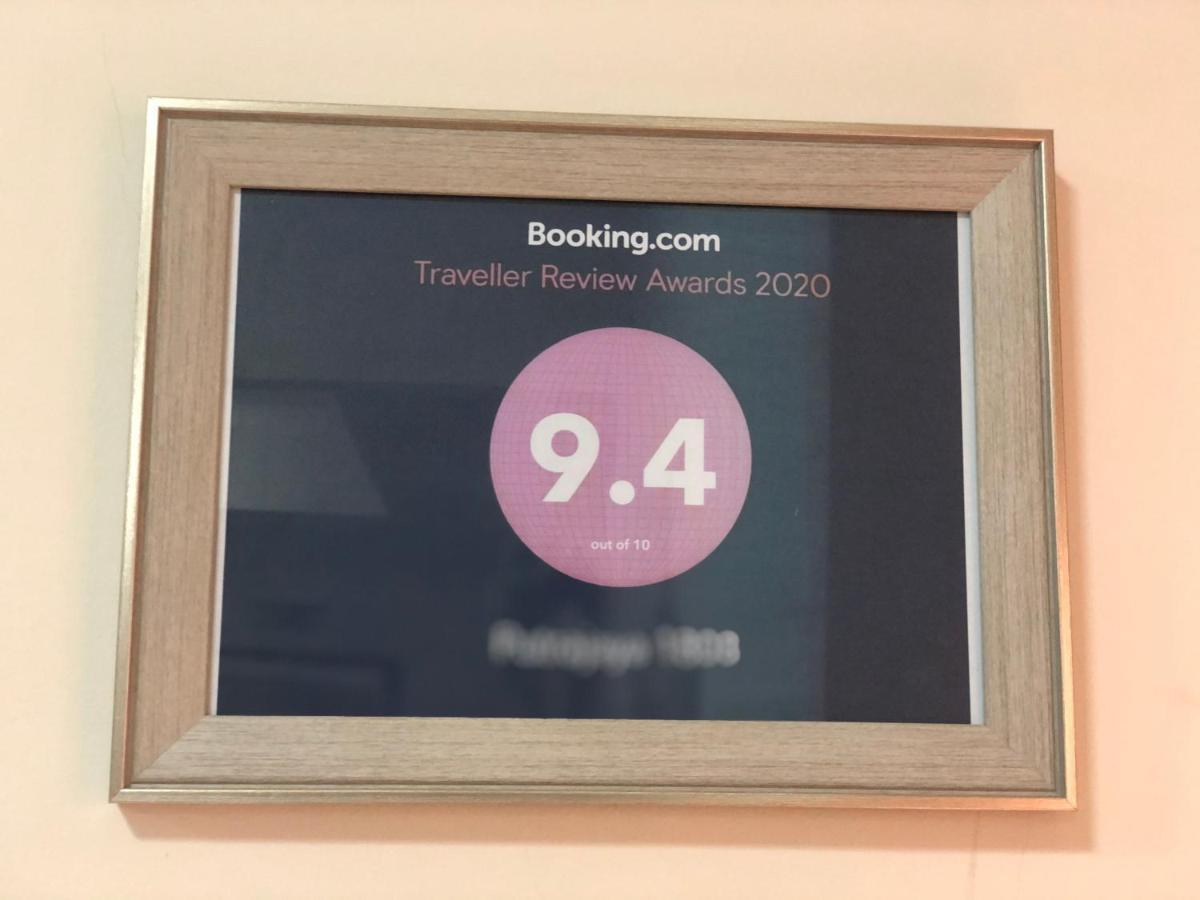 Booking.com
Traveller Review Awards 2020
9.4
out of 10